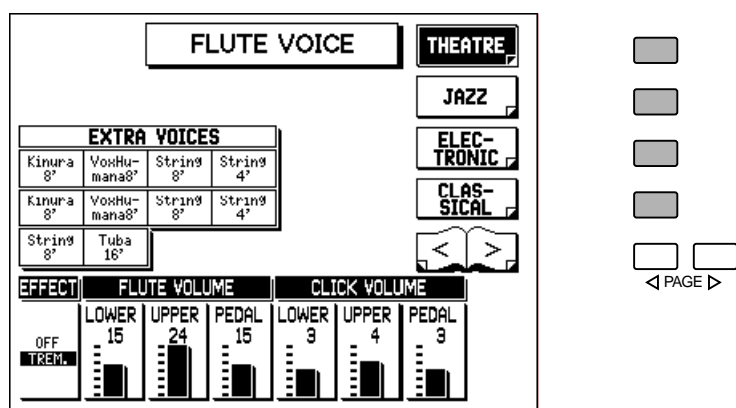 FLUTE VOICE
THEATRE
JAZZ
ELEC-
TRONIC
CLAS-
SICAL
< >
EXTRA VOICES
Kinura VoxHu- String String
8' mana8' 8' 4'
Kinura VoxHu- String String
8' mana8' 8' 4'
String Tuba
8' 16'
EFFECT FLUTE VOLUME CLICK VOLUME
LOWER UPPER PEDAL LOWER UPPER PEDAL
15 24 15 3 4 3
OFF
TREM.
PAGE